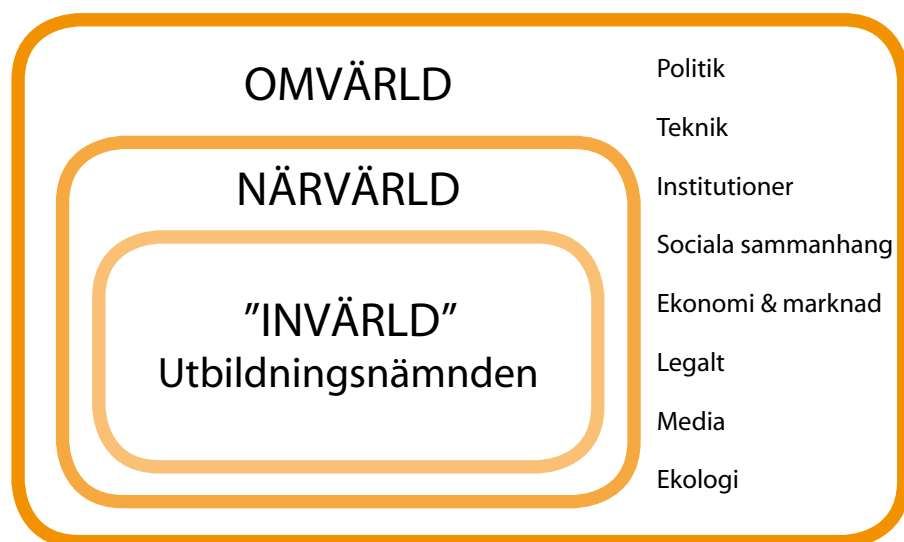 OMVÄRLD
NÄRVÄRLD
”INVÄRLD”
Utbildningsnämnden
Politik
Teknik
Institutioner
Sociala sammanhang
Ekonomi & marknad
Legalt
Media
Ekologi